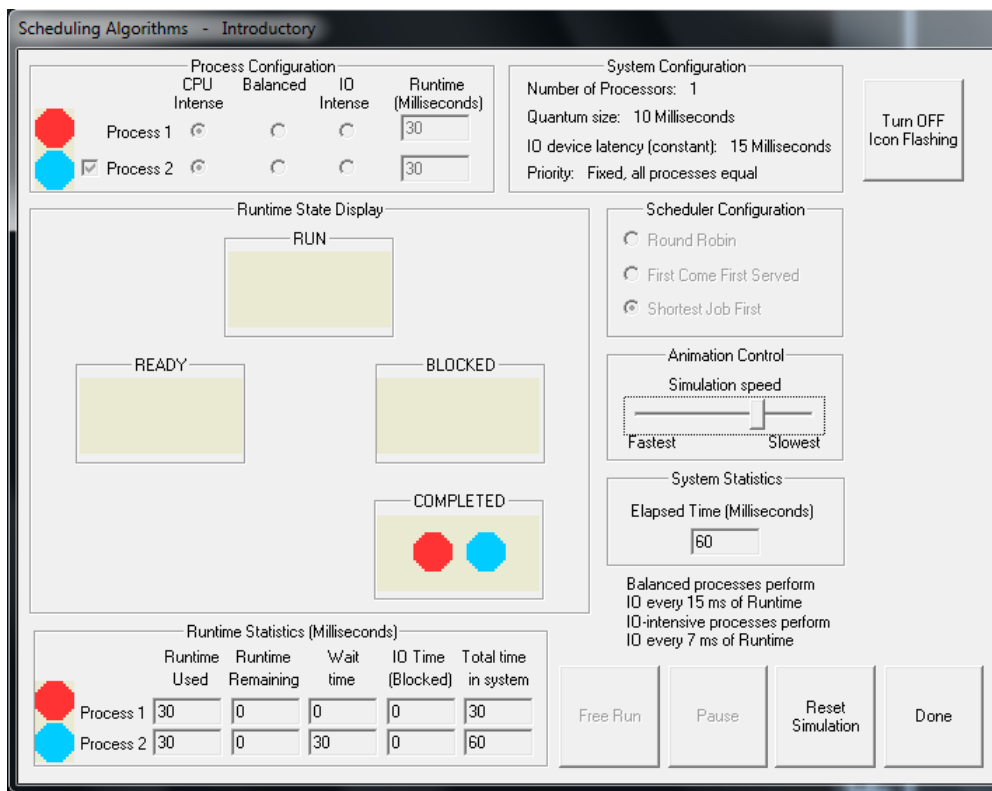 Scheduling Algorithms - Introductory
Process Configuration
CPU Intense
Balanced
IO Intense
Runtime (Milliseconds)
Process 1
30
Process 2
30
System Configuration
Number of Processors: 1
Quantum size: 10 Milliseconds
IO device latency (constant): 15 Milliseconds
Priority: Fixed, all processes equal
Turn OFF
Icon Flashing
Runtime State Display
RUN
READY
BLOCKED
COMPLETED
Scheduler Configuration
Round Robin
First Come First Served
Shortest Job First
Animation Control
Simulation speed
Fastest Slowest
System Statistics
Elapsed Time (Milliseconds)
60
Balanced processes perform
IO every 15 ms of Runtime
IO-intensive processes perform
IO every 7 ms of Runtime
Runtime Statistics (Milliseconds)
Runtime Runtime Wait IO Time Total time
Used Remaining time (Blocked) in system
Process 1 30 0 0 0 30
Process 2 30 0 30 0 60
Free Run
Pause
Reset
Simulation
Done